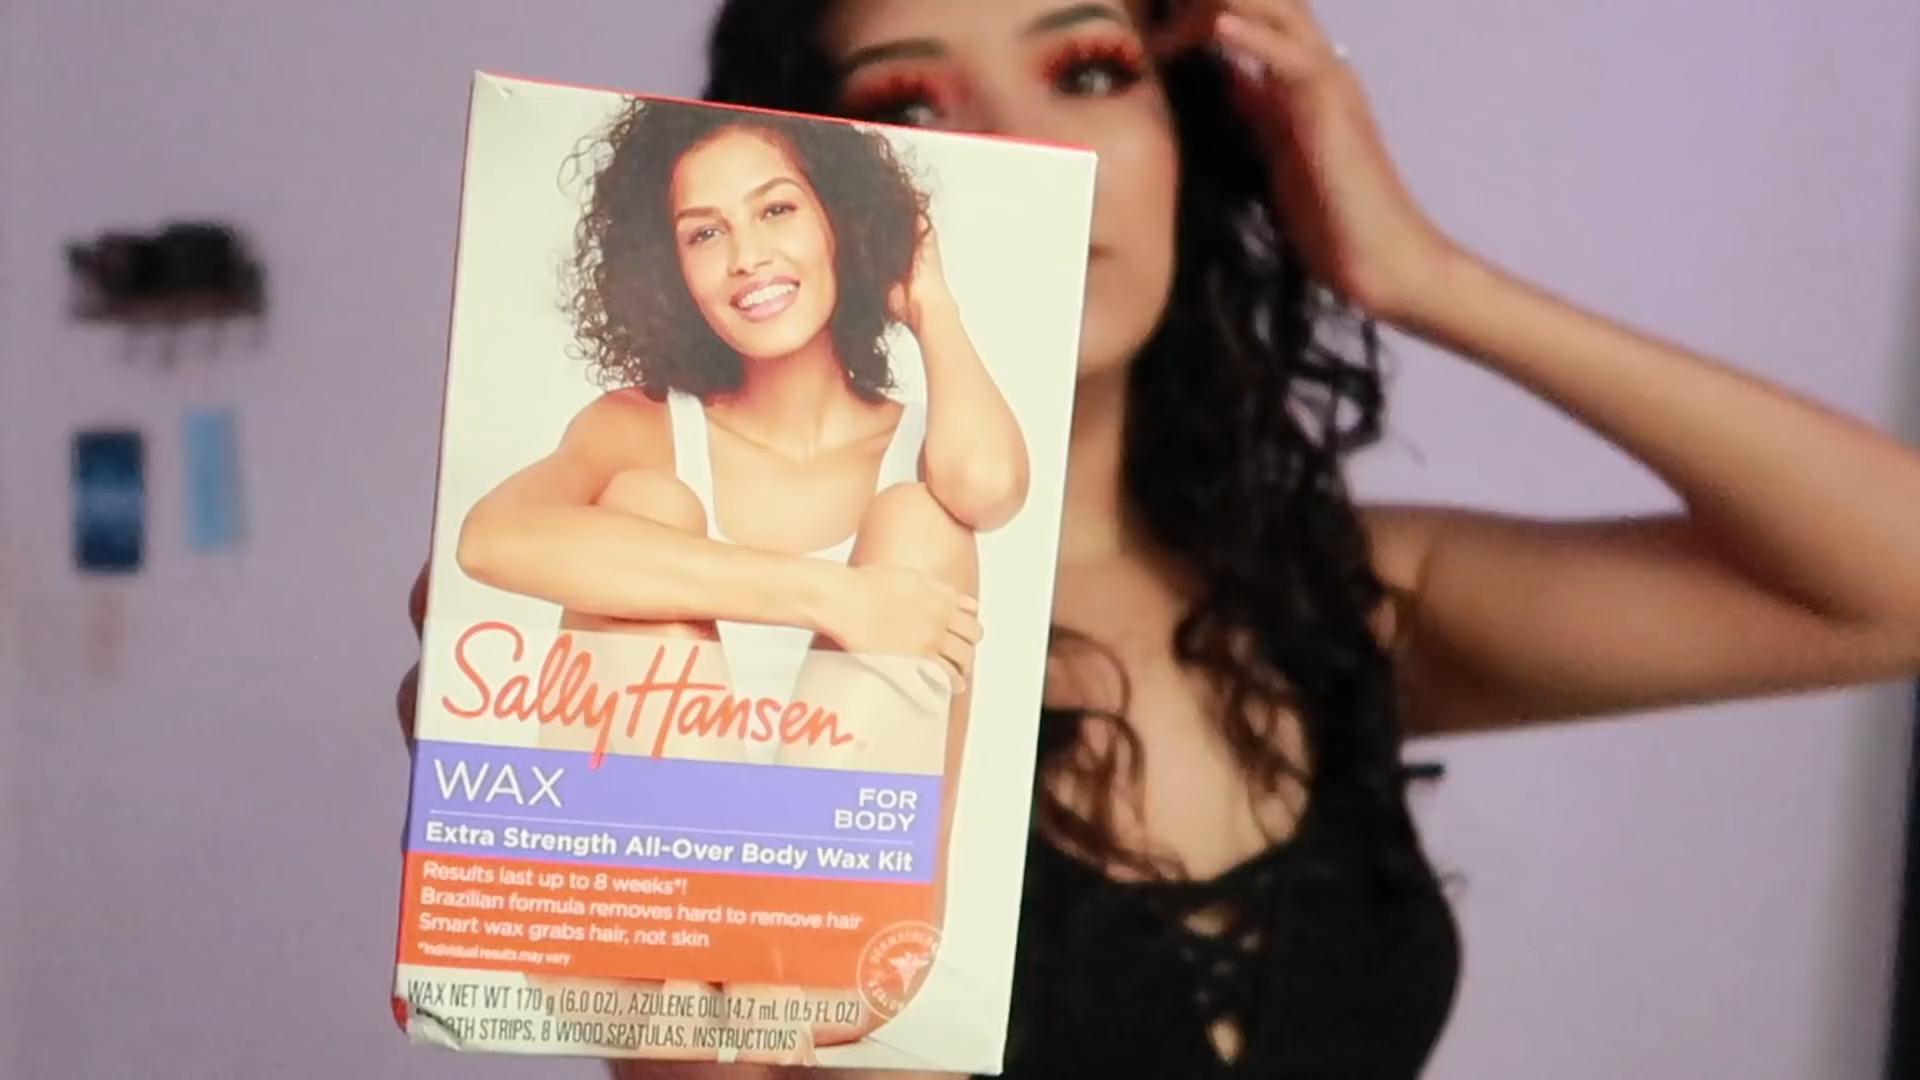 Sally Hansen®
WAX
FOR
BODY
Extra Strength All-Over Body Wax Kit
Results last up to 8 weeks*!
Brazilian formula removes hard to remove hair
Smart wax grabs hair, not skin
*Individual results may vary
WAX NET WT 170 g (6.0 OZ), AZULENE OIL 14.7 mL (0.5 FL OZ)
STRIPS, 8 WOOD SPATULAS, INSTRUCTIONS